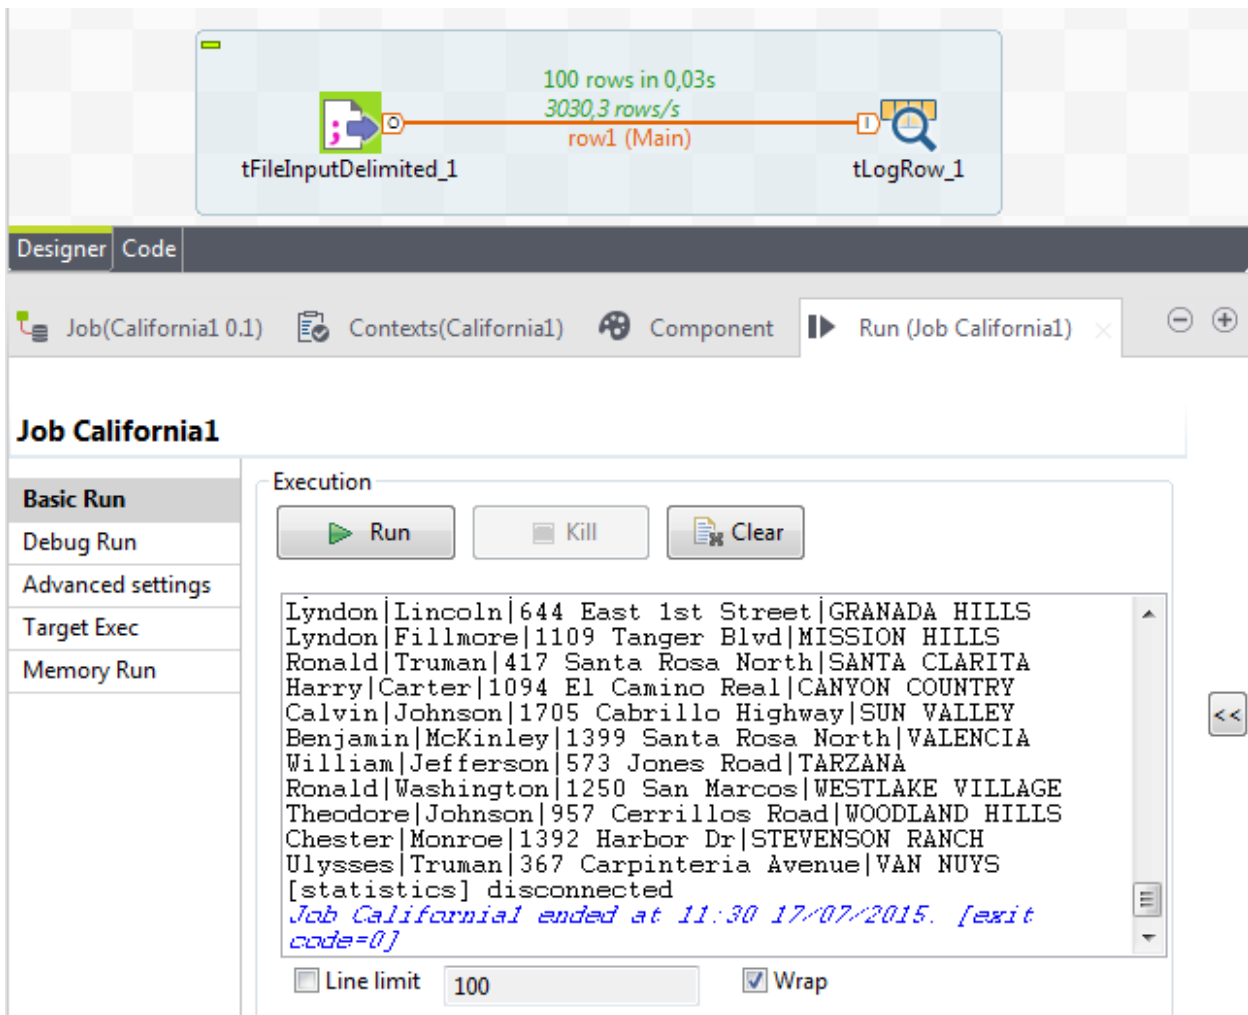 100 rows in 0,03s
3030,3 rows/s
row1 (Main)
tFileInputDelimited_1
tLogRow_1
Designer Code
Job(California1 0.1) Contexts(California1) Component Run (Job California1)
Job California1
Basic Run
Debug Run
Advanced settings
Target Exec
Memory Run
Execution
Run Kill Clear
Lyndon|Lincoln|644 East 1st Street|GRANADA HILLS
Lyndon|Fillmore|1109 Tanger Blvd|MISSION HILLS
Ronald|Truman|417 Santa Rosa North|SANTA CLARITA
Harry|Carter|1094 El Camino Real|CANYON COUNTRY
Calvin|Johnson|1705 Cabrillo Highway|SUN VALLEY
Benjamin|McKinley|1399 Santa Rosa North|VALENCIA
William|Jefferson|573 Jones Road|TARZANA
Ronald|Washington|1250 San Marcos|WESTLAKE VILLAGE
Theodore|Johnson|957 Cerrillos Road|WOODLAND HILLS
Chester|Monroe|1392 Harbor Dr|STEVENSON RANCH
Ulysses|Truman|367 Carpinteria Avenue|VAN NUYS
[statistics] disconnected
Job California1 ended at 11:30 17/07/2015. [exit
code=0]
<<
Line limit 100 Wrap